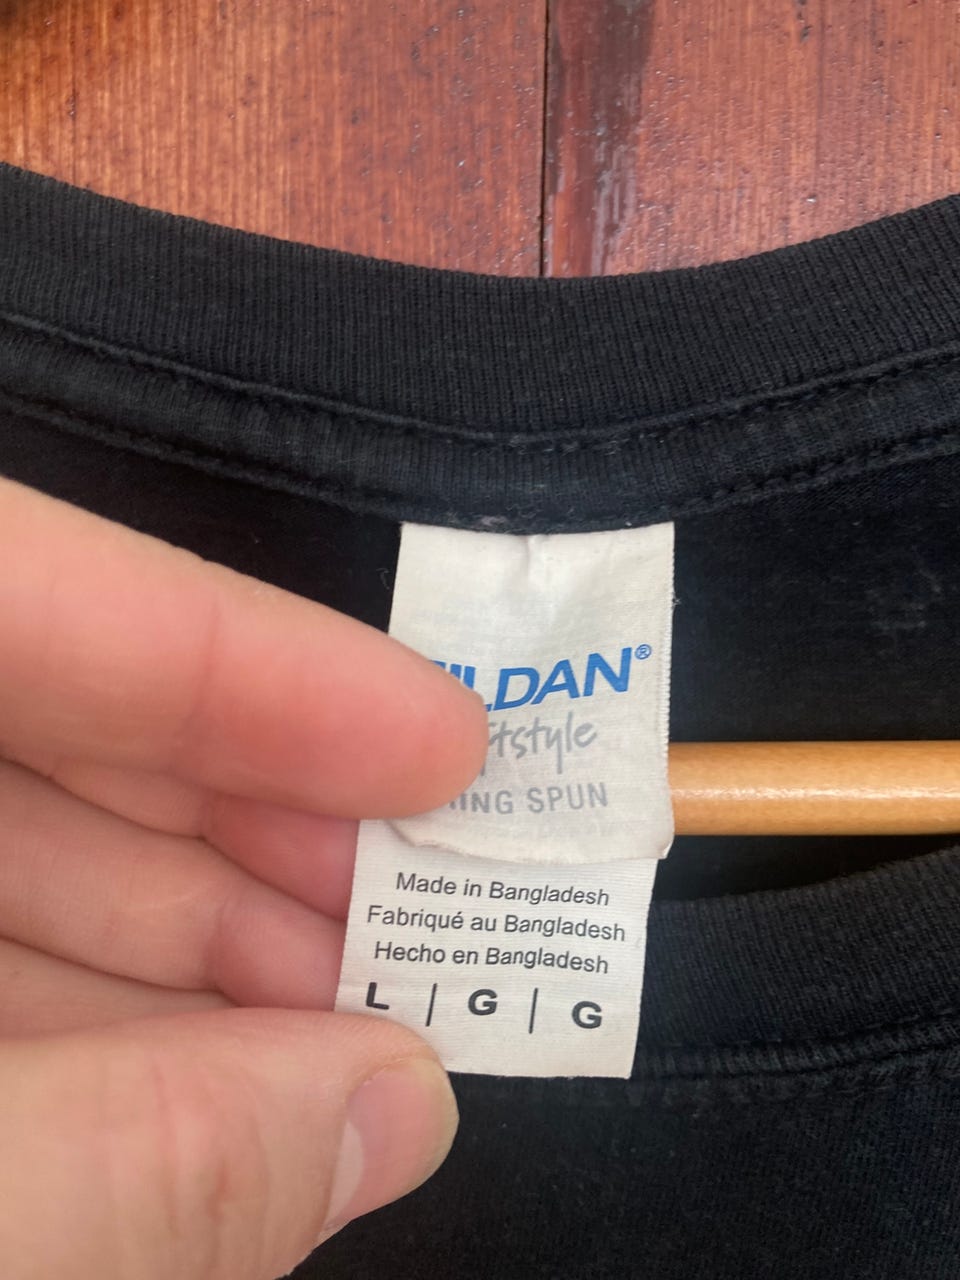 ILDAN®
ftstyle
ING SPUN
Made in Bangladesh
Fabriqué au Bangladesh
Hecho en Bangladesh
L | G | G